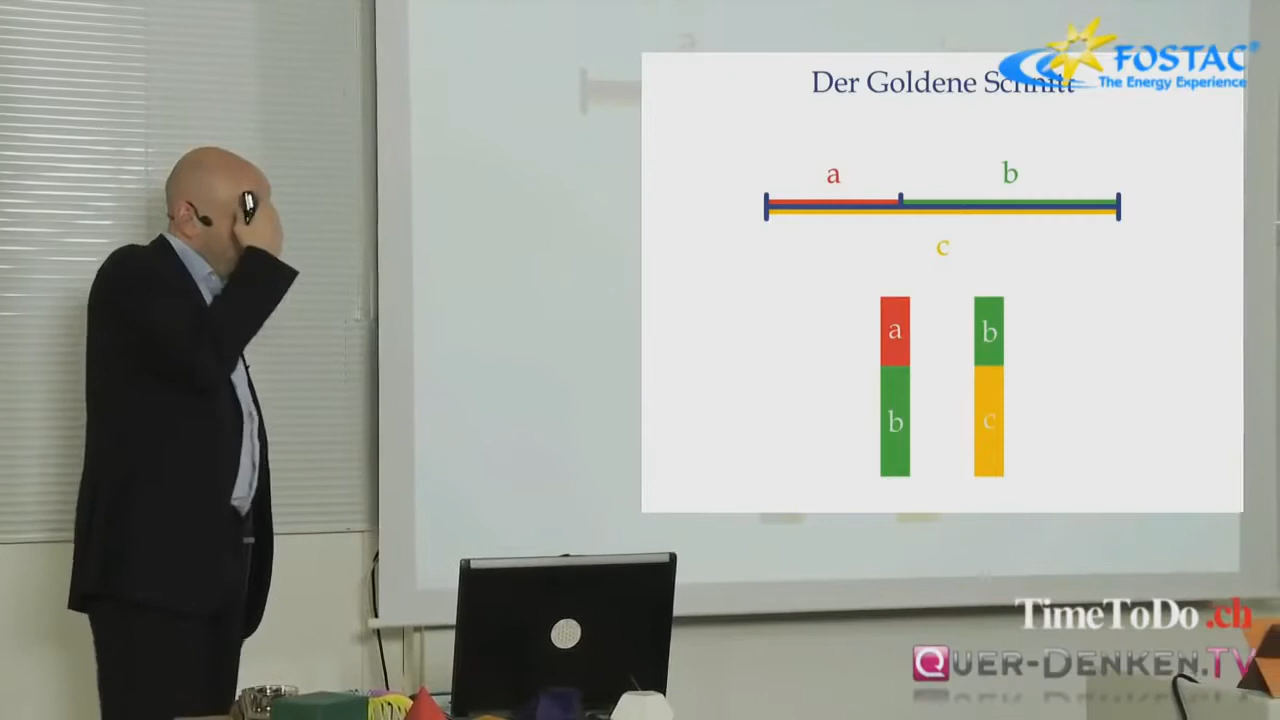 FOSTAC®
The Energy Experience
Der Goldene Schnitt
a
b
c
a
b
b
c
TimeToDo.ch
QUER-DENKEN.TV